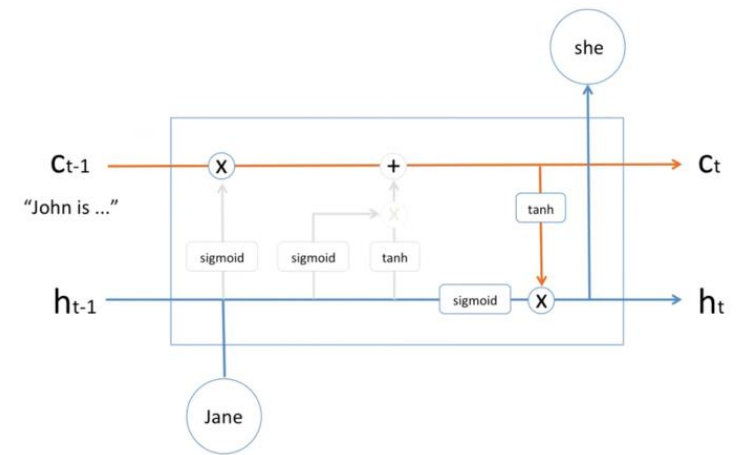 she
Ct-1
X
+
Ct
“John is ...”
tanh
X
sigmoid
sigmoid
tanh
ht-1
sigmoid
X
ht
Jane